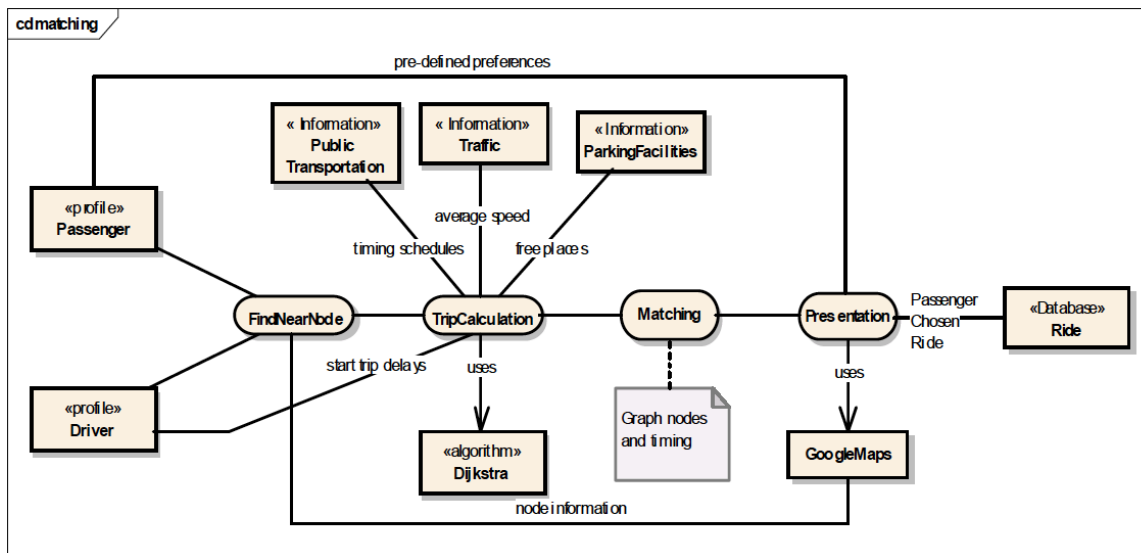 cd matching
pre-defined preferences
« Information»
Public
Transportation
« Information»
Traffic
«Information»
ParkingFacilities
«profile»
Passenger
average speed
timing schedules
free places
FindNearNode
TripCalculation
Matching
Presentation
Passenger
Chosen
Ride
«Database»
Ride
start trip delays
uses
uses
«profile»
Driver
Graph nodes
and timing
«algorithm»
Dijkstra
GoogleMaps
node information